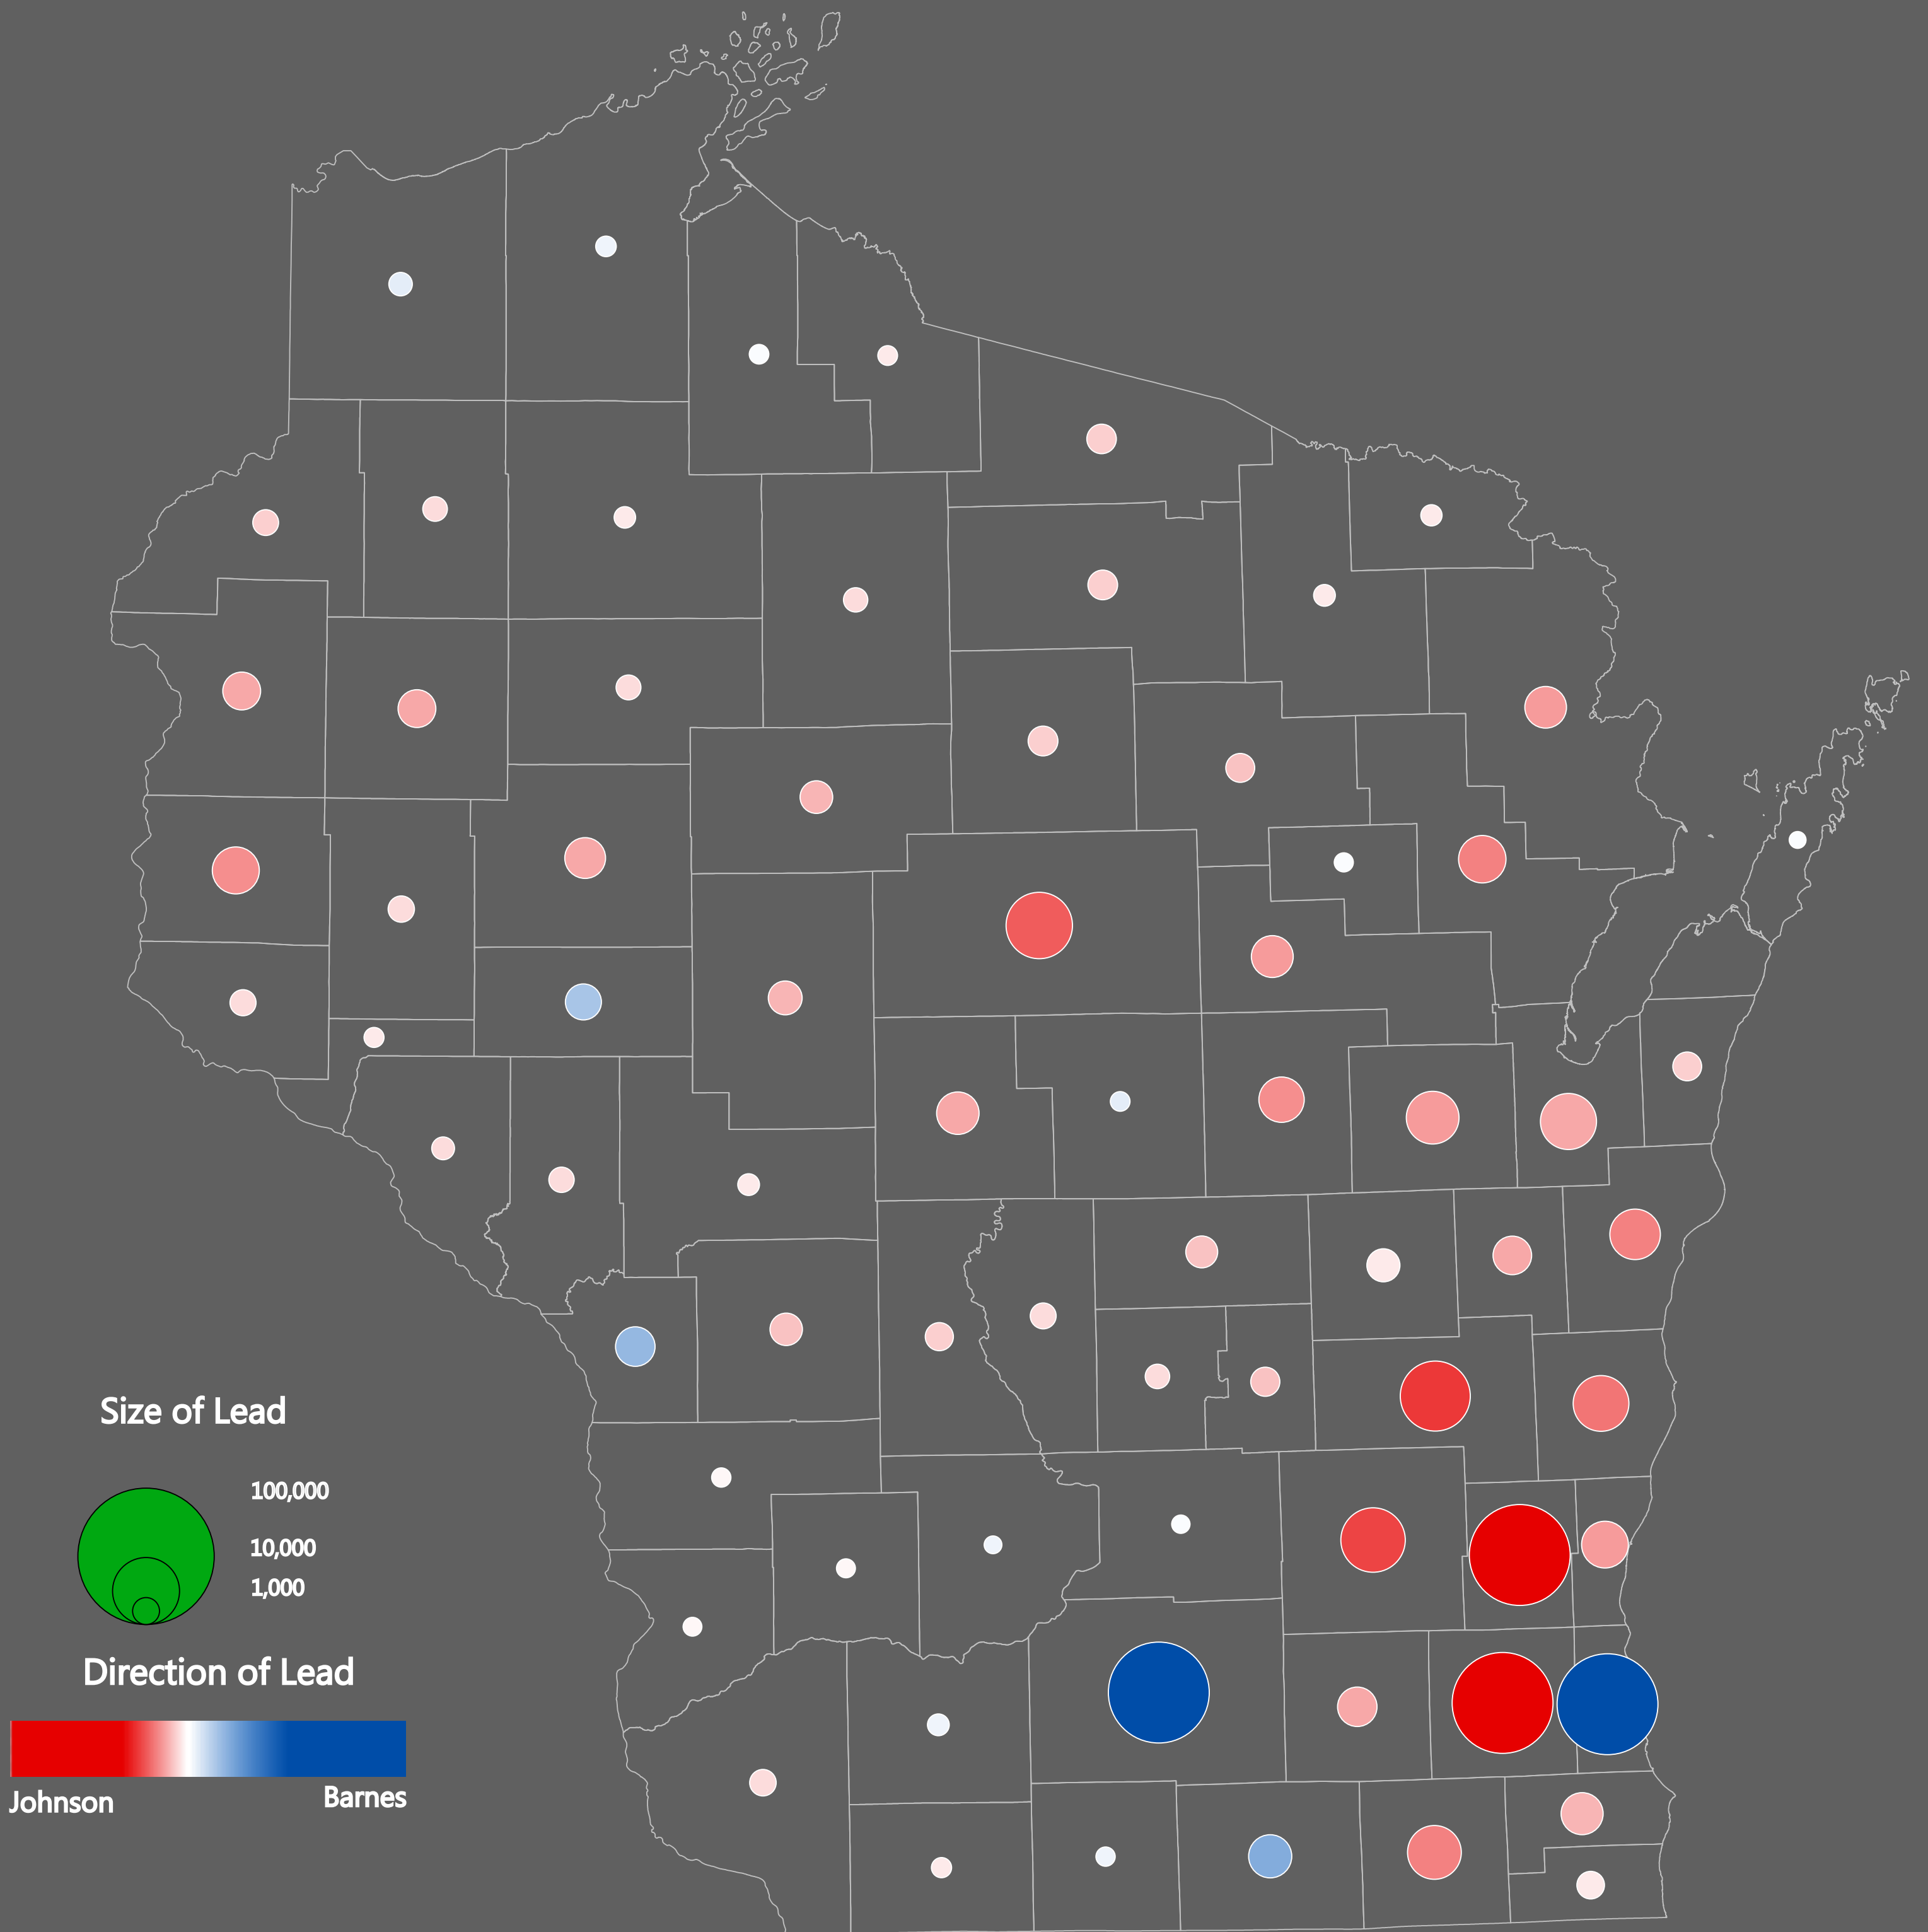 Size of Lead
100,000
10,000
1,000
Direction of Lead
Johnson
Barnes